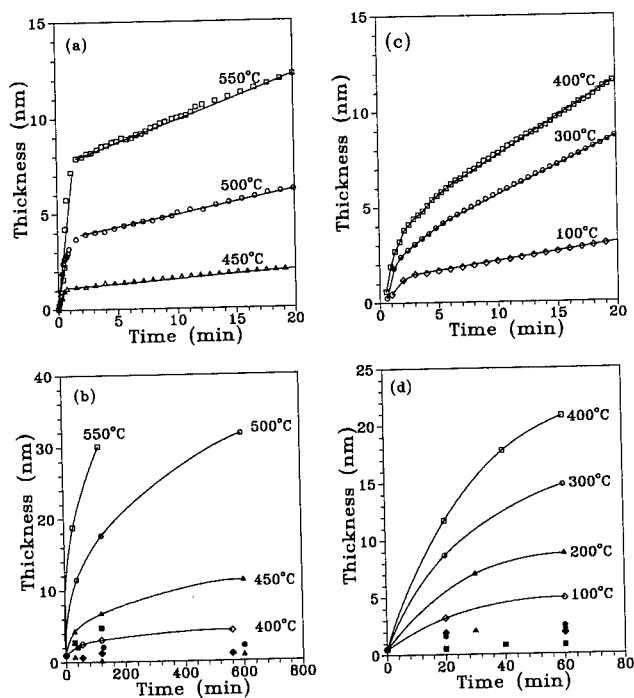 (a)
Thickness (nm)
15
10
5
0
550°C
500°C
450°C
0 5 10 15 20
Time (min)
(c)
Thickness (nm)
15
10
5
0
400°C
300°C
100°C
0 5 10 15 20
Time (min)
(b)
Thickness (nm)
40
30
20
10
0
550°C
500°C
450°C
400°C
0 200 400 600 800
Time (min)
(d)
Thickness (nm)
25
20
15
10
5
0
400°C
300°C
200°C
100°C
0 20 40 60 80
Time (min)